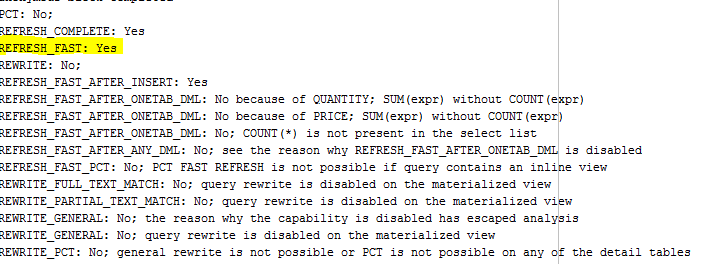 PCT: No;
REFRESH_COMPLETE: Yes
REFRESH_FAST: Yes
REWRITE: No;
REFRESH_FAST_AFTER_INSERT: Yes
REFRESH_FAST_AFTER_ONETAB_DML: No because of QUANTITY; SUM(expr) without COUNT(expr)
REFRESH_FAST_AFTER_ONETAB_DML: No because of PRICE; SUM(expr) without COUNT(expr)
REFRESH_FAST_AFTER_ONETAB_DML: No; COUNT(*) is not present in the select list
REFRESH_FAST_AFTER_ANY_DML: No; see the reason why REFRESH_FAST_AFTER_ONETAB_DML is disabled
REFRESH_FAST_PCT: No; PCT FAST REFRESH is not possible if query contains an inline view
REWRITE_FULL_TEXT_MATCH: No; query rewrite is disabled on the materialized view
REWRITE_PARTIAL_TEXT_MATCH: No; query rewrite is disabled on the materialized view
REWRITE_GENERAL: No; the reason why the capability is disabled has escaped analysis
REWRITE_GENERAL: No; query rewrite is disabled on the materialized view
REWRITE_PCT: No; general rewrite is not possible or PCT is not possible on any of the detail tables